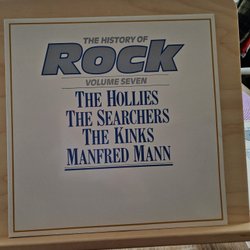 THE HISTORY OF
ROCK
VOLUME SEVEN
THE HOLLIES
THE SEARCHERS
THE KINKS
MANFRED MANN